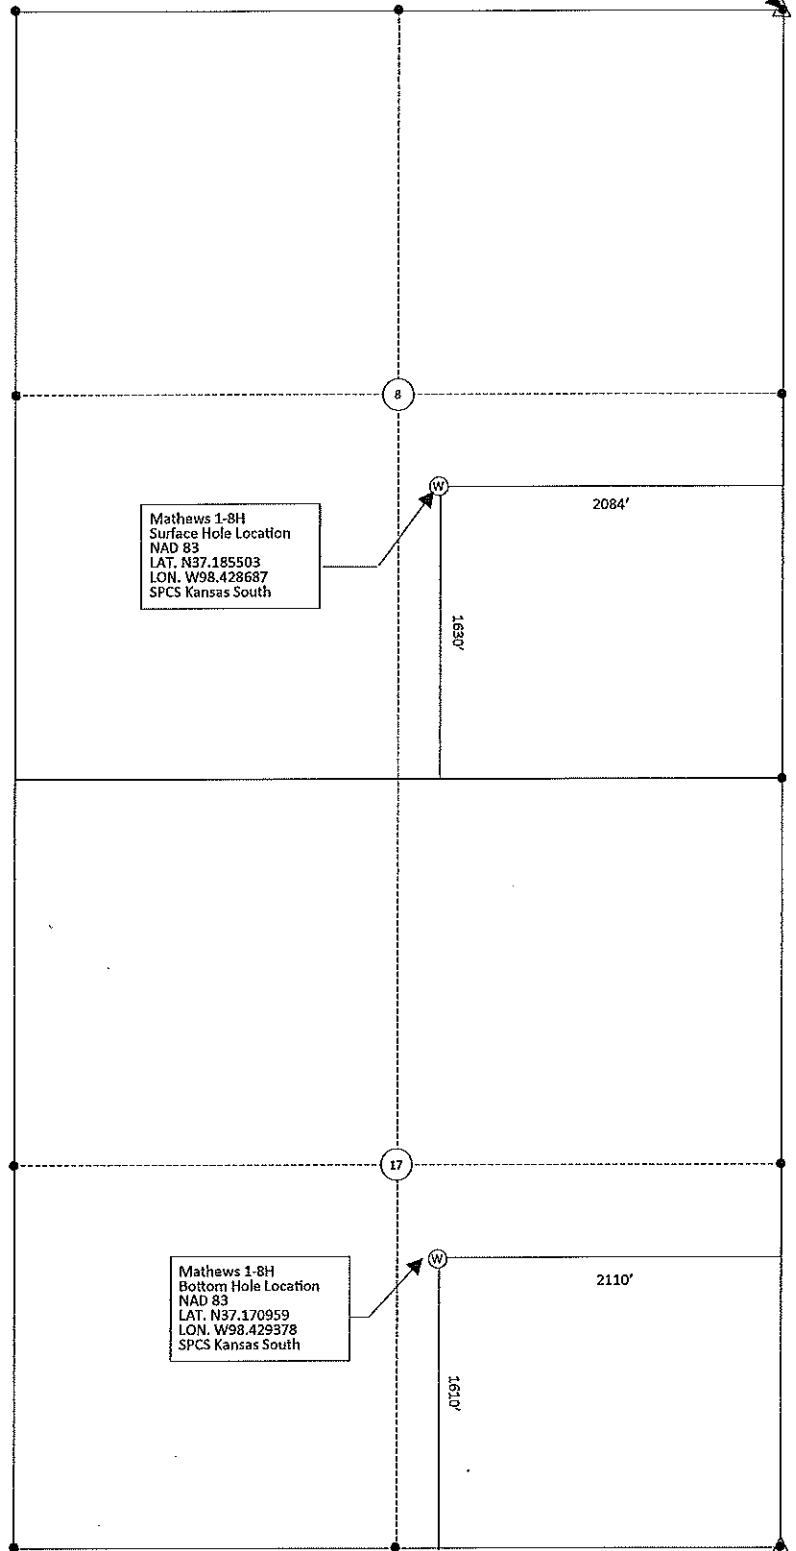 8
2084'
Mathews 1-8H
Surface Hole Location
NAD 83
LAT. N37.185503
LON. W98.428687
SPCS Kansas South
W
1630'
17
Mathews 1-8H
Bottom Hole Location
NAD 83
LAT. N37.170959
LON. W98.429378
SPCS Kansas South
W
2110'
1610'